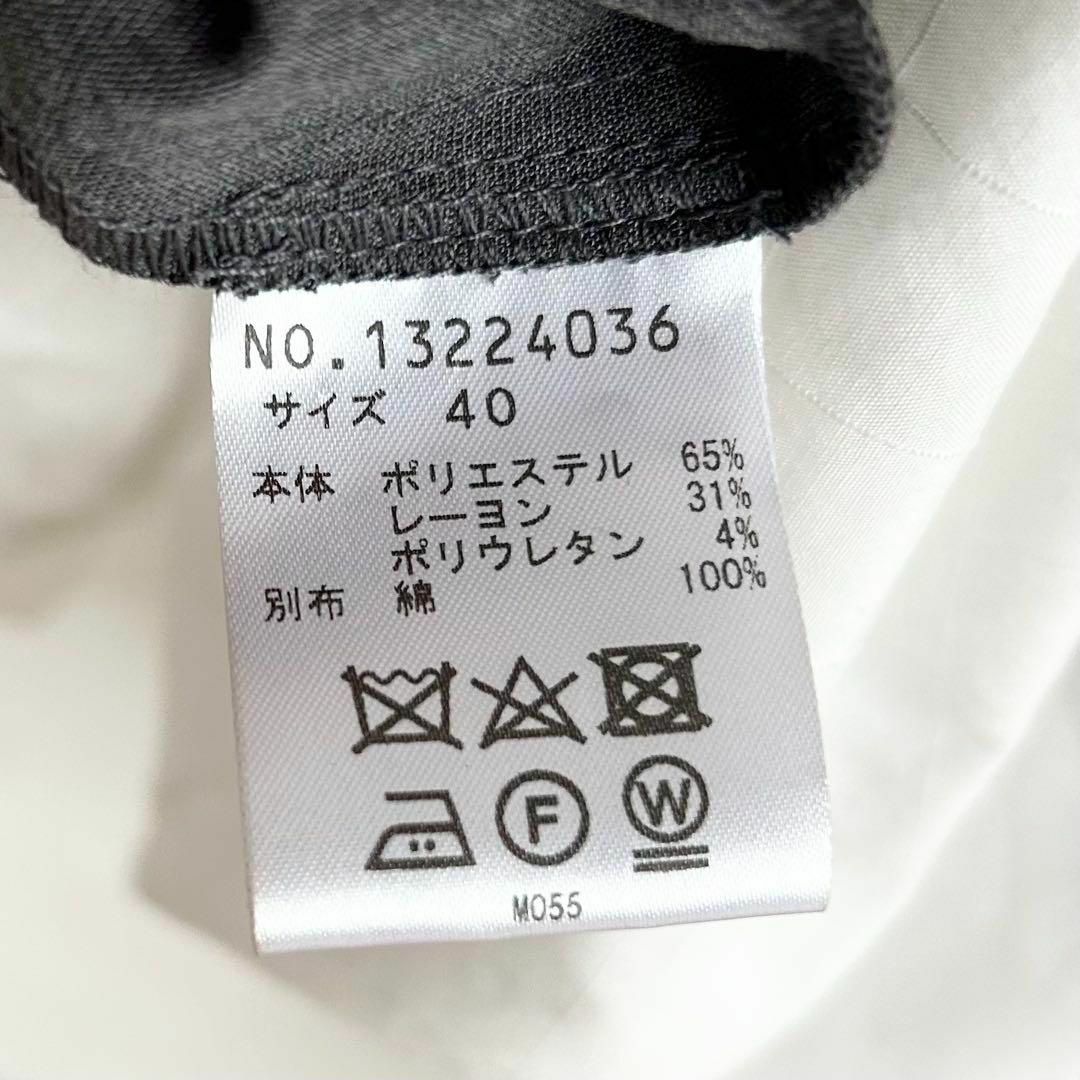 NO.13224036
サイズ 40
本体 ポリエステル 65%
レーヨン 31%
ポリウレタン 4%
別布 綿 100%
F W
M055